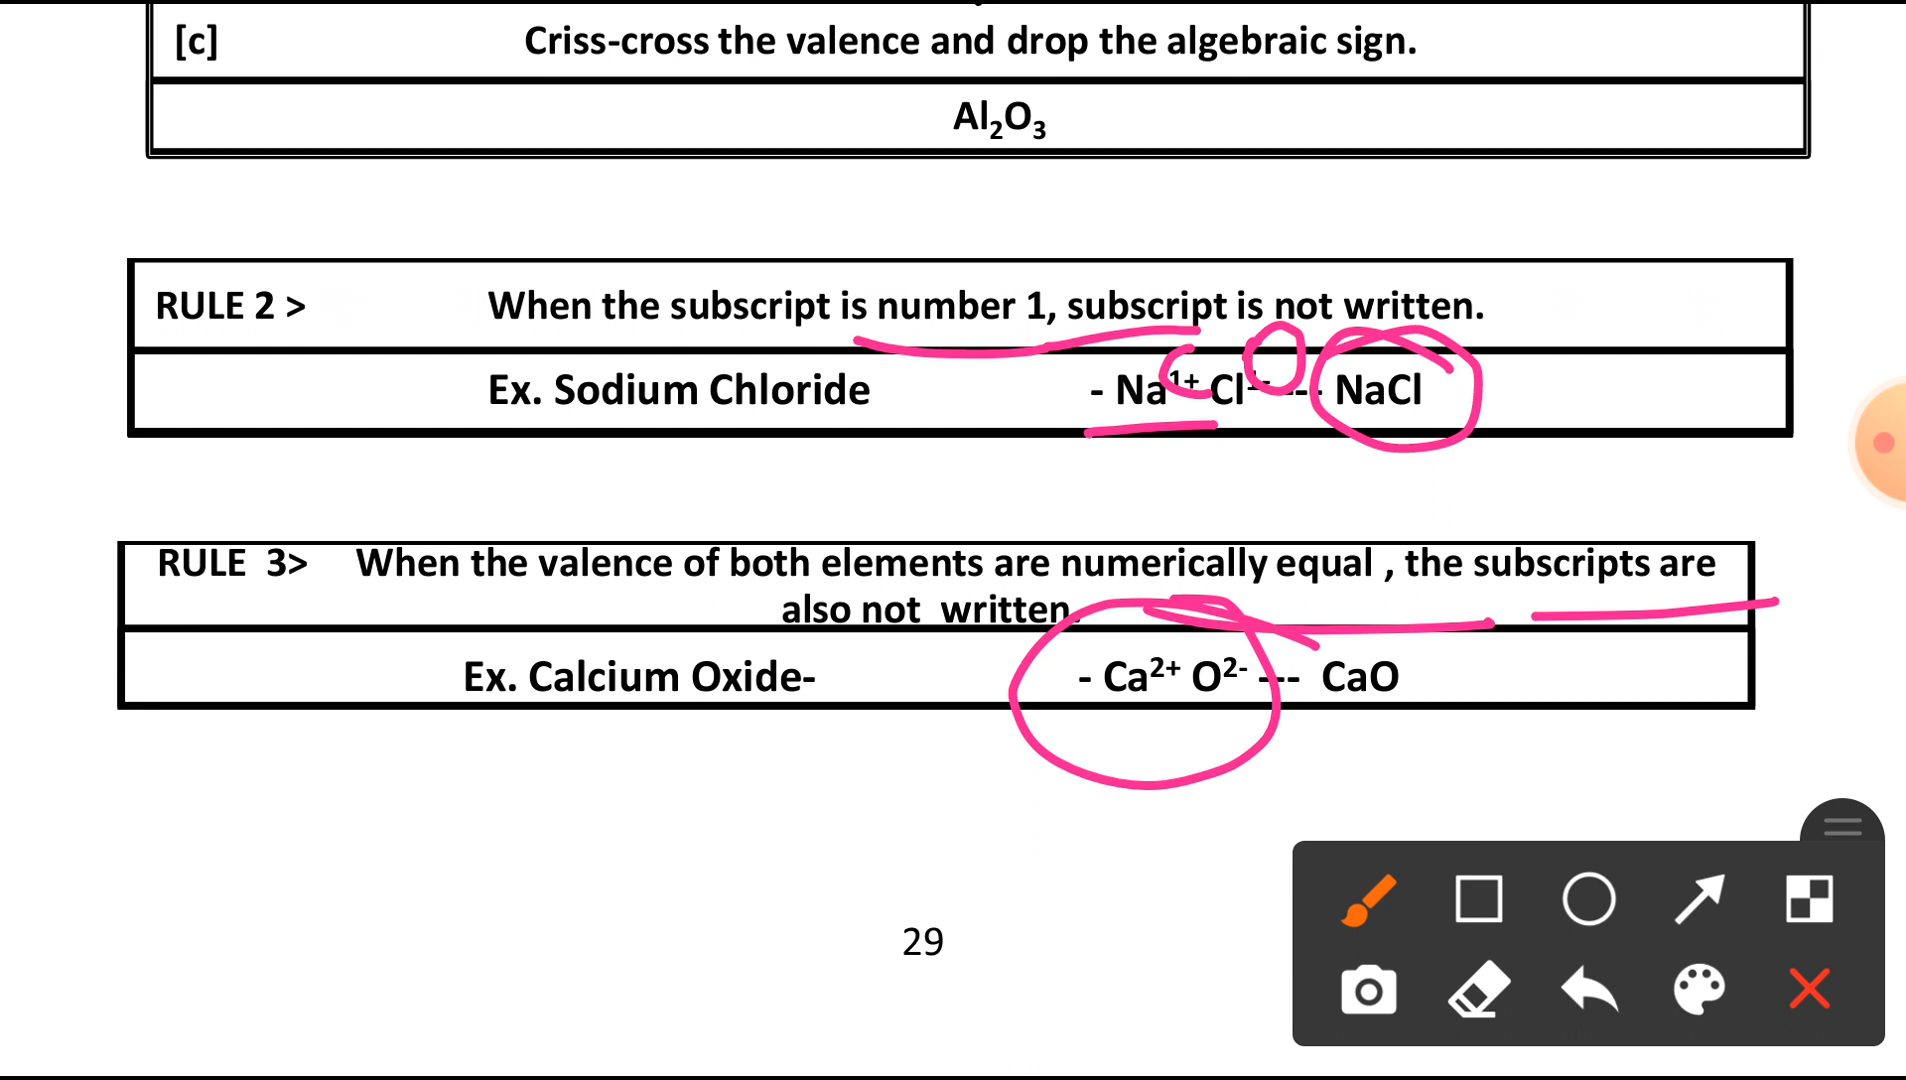 [c] Criss-cross the valence and drop the algebraic sign.
Al₂O₃
RULE 2 > When the subscript is number 1, subscript is not written.
Ex. Sodium Chloride - Na¹⁺ Cl¹⁻ --- NaCl
RULE 3> When the valence of both elements are numerically equal , the subscripts are
also not written.
Ex. Calcium Oxide- - Ca²⁺ O²⁻ --- CaO
29